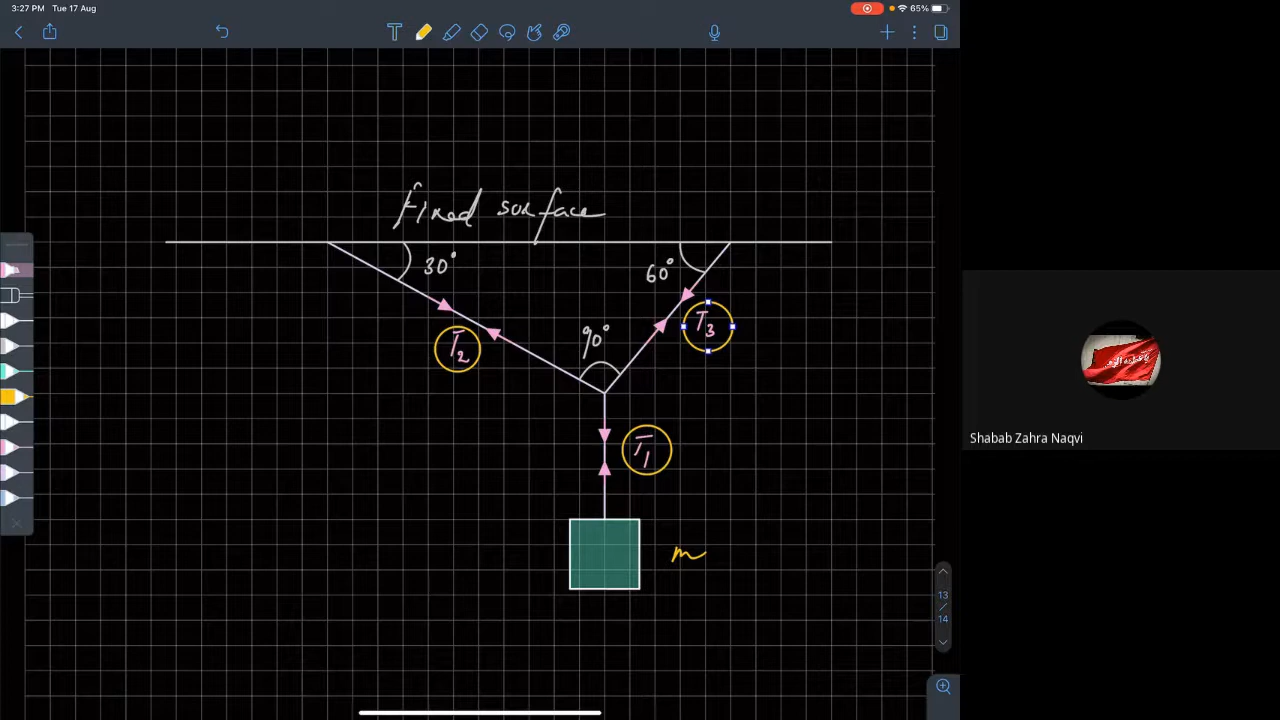 3:27 PM Tue 17 Aug
65%
T
Fixed surface
30°
60°
T3
90°
T2
T1
m
13
/
14
Shabab Zahra Naqvi